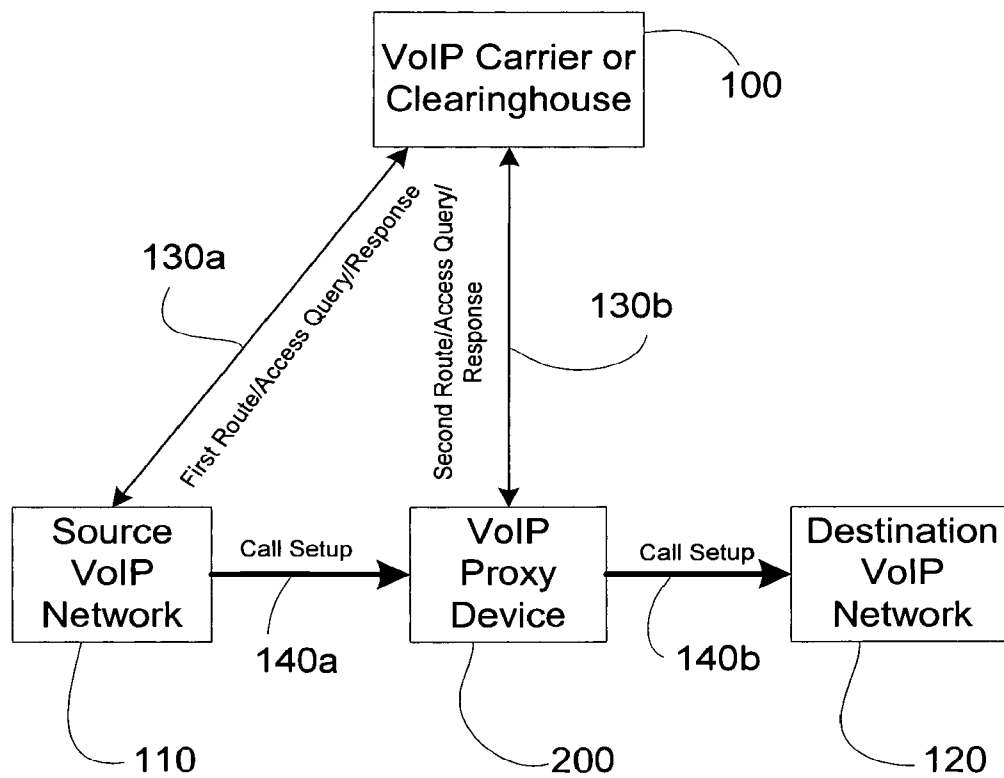 VoIP Carrier or
Clearinghouse
100
130a
First Route/Access Query/Response
Second Route/Access Query/
Response
130b
Source
VoIP
Network
Call Setup
VoIP
Proxy
Device
Call Setup
Destination
VoIP
Network
140a
140b
110
200
120